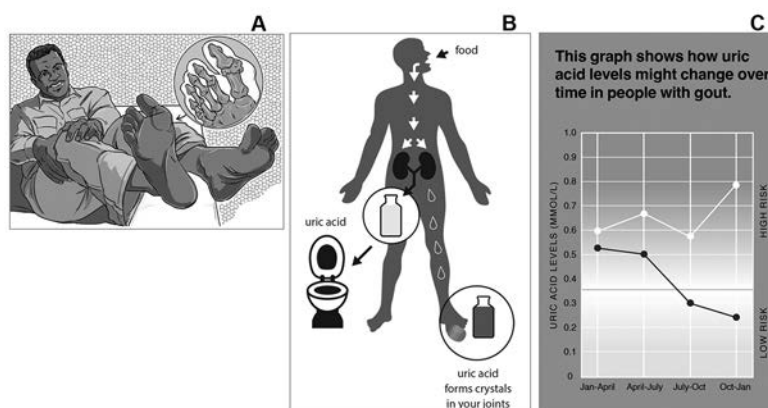 A
B
food
uric acid
uric acid
forms crystals
in your joints
C
This graph shows how uric
acid levels might change over
time in people with gout.
URIC ACID LEVELS (MMOL/L)
1.0
0.9
0.8
0.7
0.6
0.5
0.4
0.3
0.2
0.1
0
HIGH RISK
LOW RISK
Jan-April
April-July
July-Oct
Oct-Jan